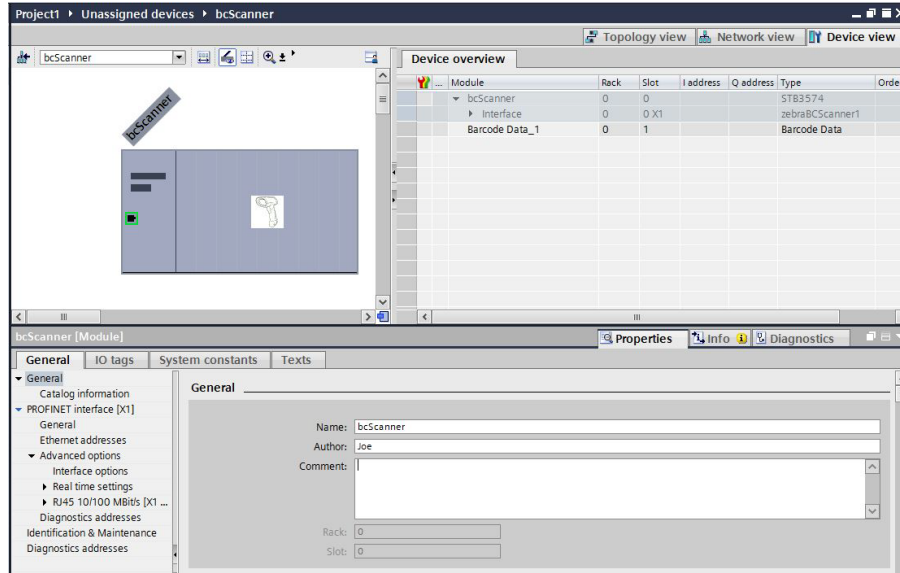 Project1 ▸ Unassigned devices ▸ bcScanner
Topology view Network view Device view
bcScanner
Device overview
... Module Rack Slot I address Q address Type Orde
bcScanner 0 0 STB3574
Interface 0 0 X1 zebraBCScanner1
Barcode Data_1 0 1 Barcode Data
bcScanner
bcScanner [Module]
Properties Info Diagnostics
General IO tags System constants Texts
General
Catalog information
PROFINET interface [X1]
General
Ethernet addresses
Advanced options
Interface options
Real time settings
RJ45 10/100 MBit/s [X1 ...
Diagnostics addresses
Identification & Maintenance
Diagnostics addresses
General
Name: bcScanner
Author: Joe
Comment:
Rack: 0
Slot: 0